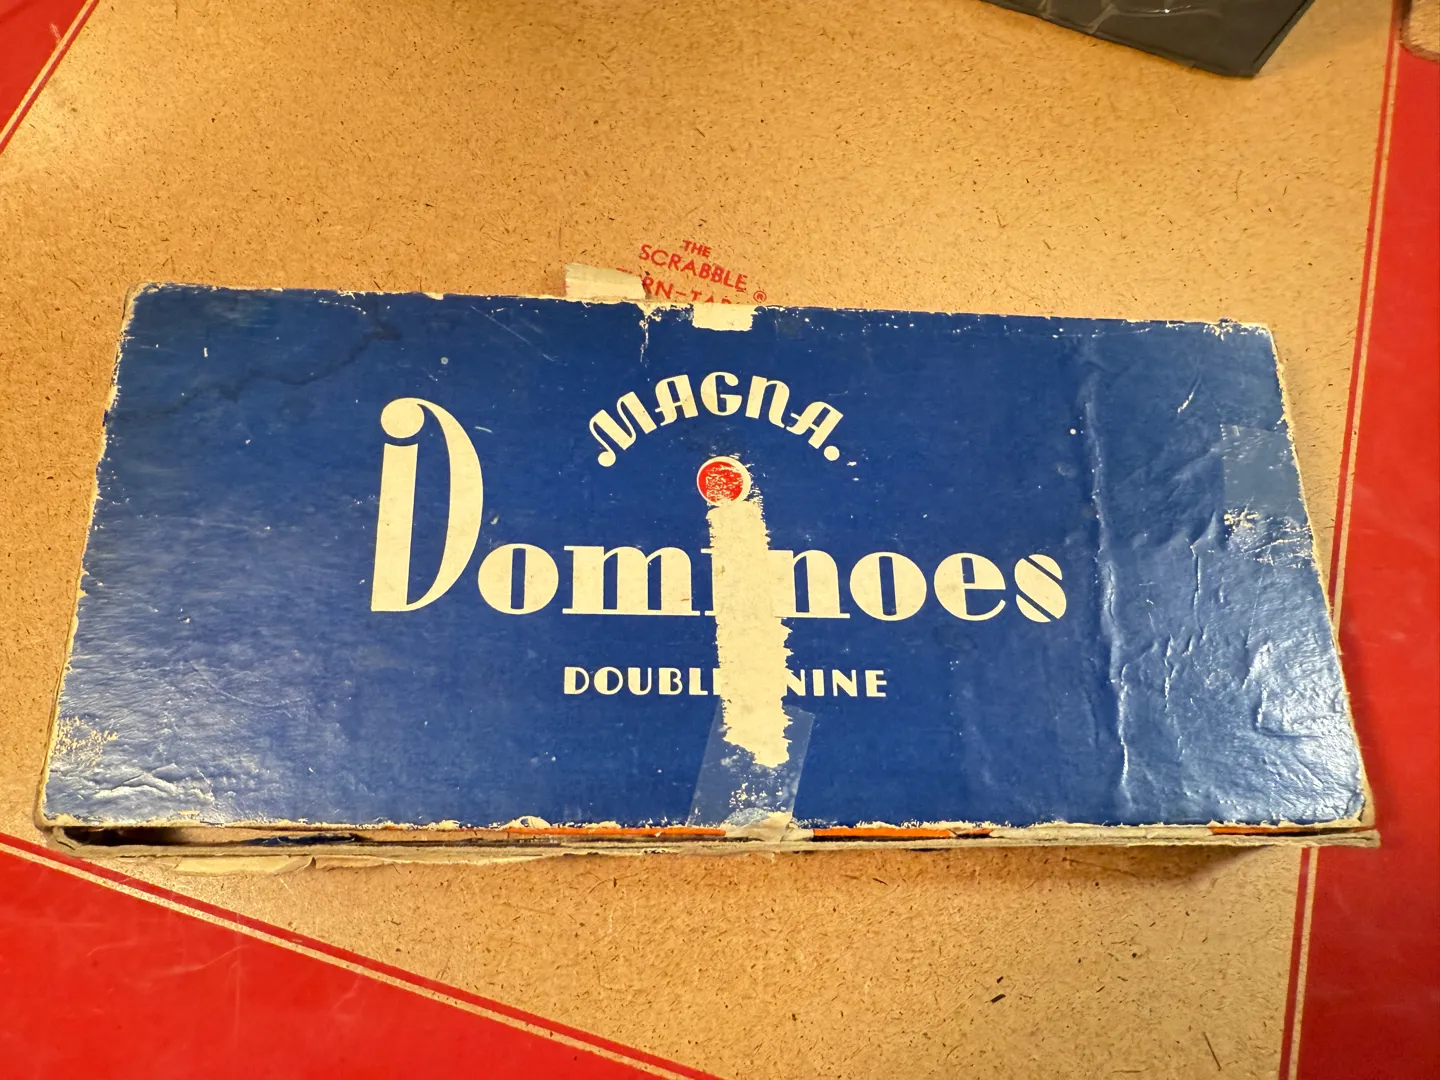 THE
SCRABBLE®
MAGNA.
Dominoes
DOUBLE NINE